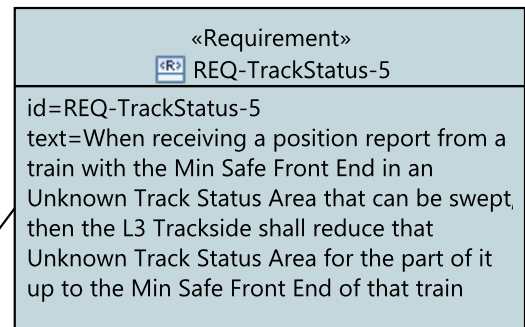 «Requirement»
«R» REQ-TrackStatus-5
id=REQ-TrackStatus-5
text=When receiving a position report from a
train with the Min Safe Front End in an
Unknown Track Status Area that can be swept,
then the L3 Trackside shall reduce that
Unknown Track Status Area for the part of it
up to the Min Safe Front End of that train